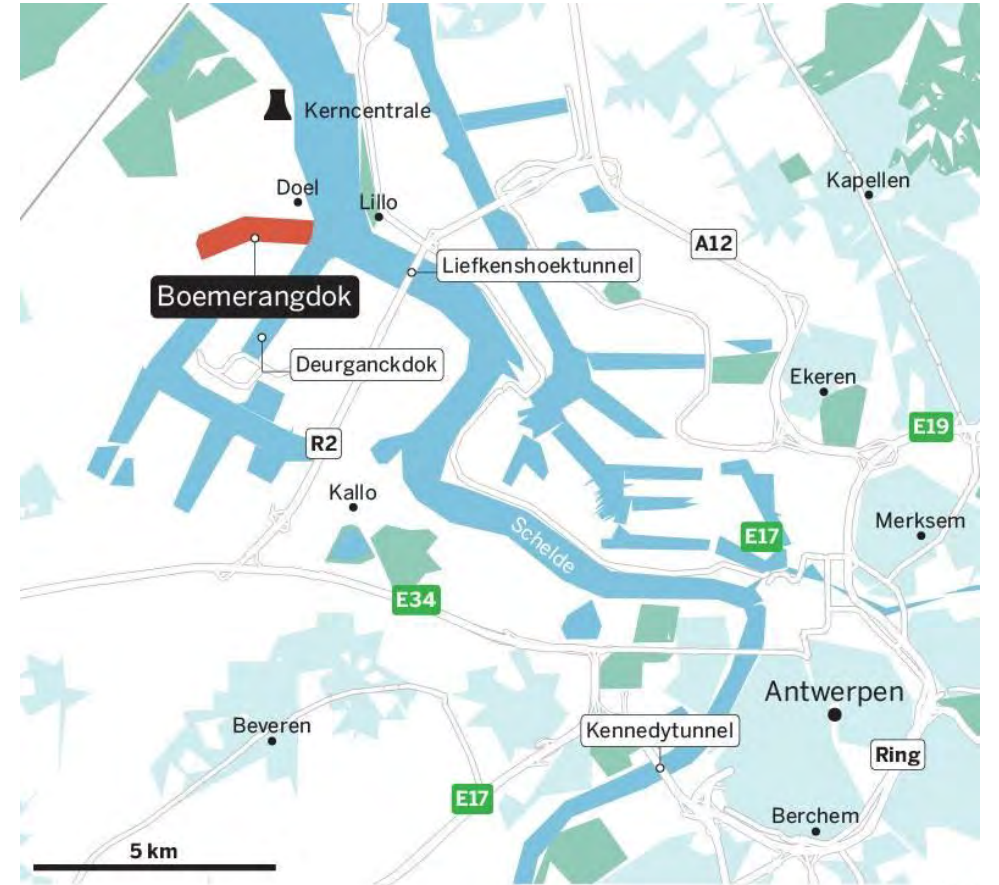 Kerncentrale
Kapellen
Doel
Lillo
A12
Liefkenshoektunnel
Boemerangdok
Deurganckdok
Ekeren
E19
R2
Kallo
Merksem
Schelde
E17
E34
Antwerpen
Beveren
Kennedytunnel
Ring
E17
Berchem
5 km